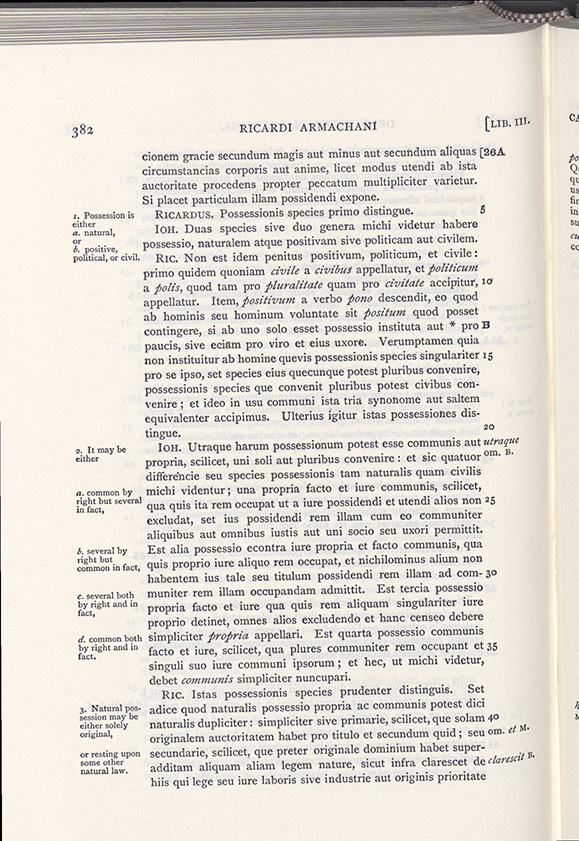 382 RICARDI ARMACHANI [LIB. III.
cionem gracie secundum magis aut minus aut secundum aliquas [26A
circumstancias corporis aut anime, licet modus utendi ab ista
auctoritate procedens propter peccatum multipliciter varietur.
Si placet particulam illam possidendi expone.
RICARDUS. Possessionis species primo distingue. 5
IOH. Duas species sive duo genera michi videtur habere
possessio, naturalem atque positivam sive politicam aut civilem.
RIC. Non est idem penitus positivum, politicum, et civile:
primo quidem quoniam civile a civibus appellatur, et politicum
a polis, quod tam pro pluralitate quam pro civitate accipitur, 10
appellatur. Item, positivum a verbo pono descendit, eo quod
ab hominis seu hominum voluntate sit positum quod posset
contingere, si ab uno solo esset possessio instituta aut * pro B
paucis, sive eciam pro viro et eius uxore. Verumptamen quia
non instituitur ab homine quevis possessionis species singulariter 15
pro se ipso, set species eius quecunque potest pluribus convenire,
possessionis species que convenit pluribus potest civibus con-
venire; et ideo in usu communi ista tria synonome aut saltem
equivalenter accipimus. Ulterius igitur istas possessiones dis-
tingue. 20
IOH. Utraque harum possessionum potest esse communis aut utraque
propria, scilicet, uni soli aut pluribus convenire: et sic quatuor om. B.
differencie seu species possessionis tam naturalis quam civilis
michi videntur; una propria facto et iure communis, scilicet,
qua quis ita rem occupat ut a iure possidendi et utendi alios non 25
excludat, set ius possidendi rem illam cum eo communiter
aliquibus aut omnibus iustis aut uni socio seu uxori permittit.
Est alia possessio econtra iure propria et facto communis, qua
quis proprio iure aliquo rem occupat, et nichilominus alium non
habentem ius tale seu titulum possidendi rem illam ad com- 30
muniter rem illam occupandam admittit. Est tercia possessio
propria facto et iure qua quis rem aliquam singulariter iure
proprio detinet, omnes alios excludendo et hanc censeo debere
simpliciter propria appellari. Est quarta possessio communis
facto et iure, scilicet, qua plures communiter rem occupant et 35
singuli suo iure communi ipsorum; et hec, ut michi videtur,
debet communis simpliciter nuncupari.
RIC. Istas possessionis species prudenter distinguis. Set
adice quod naturalis possessio propria ac communis potest dici
naturalis dupliciter: simpliciter sive primarie, scilicet, que solam 40
originalem auctoritatem habet pro titulo et secundum quid; seu om. et M.
secundarie, scilicet, que preter originale dominium habet super-
additam aliquam aliam legem nature, sicut infra clarescet de clarescit B.
hiis qui lege seu iure laboris sive industrie aut originis prioritate
1. Possession is
either
a. natural,
or
b. positive,
political, or civil.
2. It may be
either
a. common by
right but several
in fact,
b. several by
right but
common in fact,
c. several both
by right and in
fact,
d. common both
by right and in
fact.
3. Natural pos-
session may be
either solely
original,
or resting upon
some other
natural law.